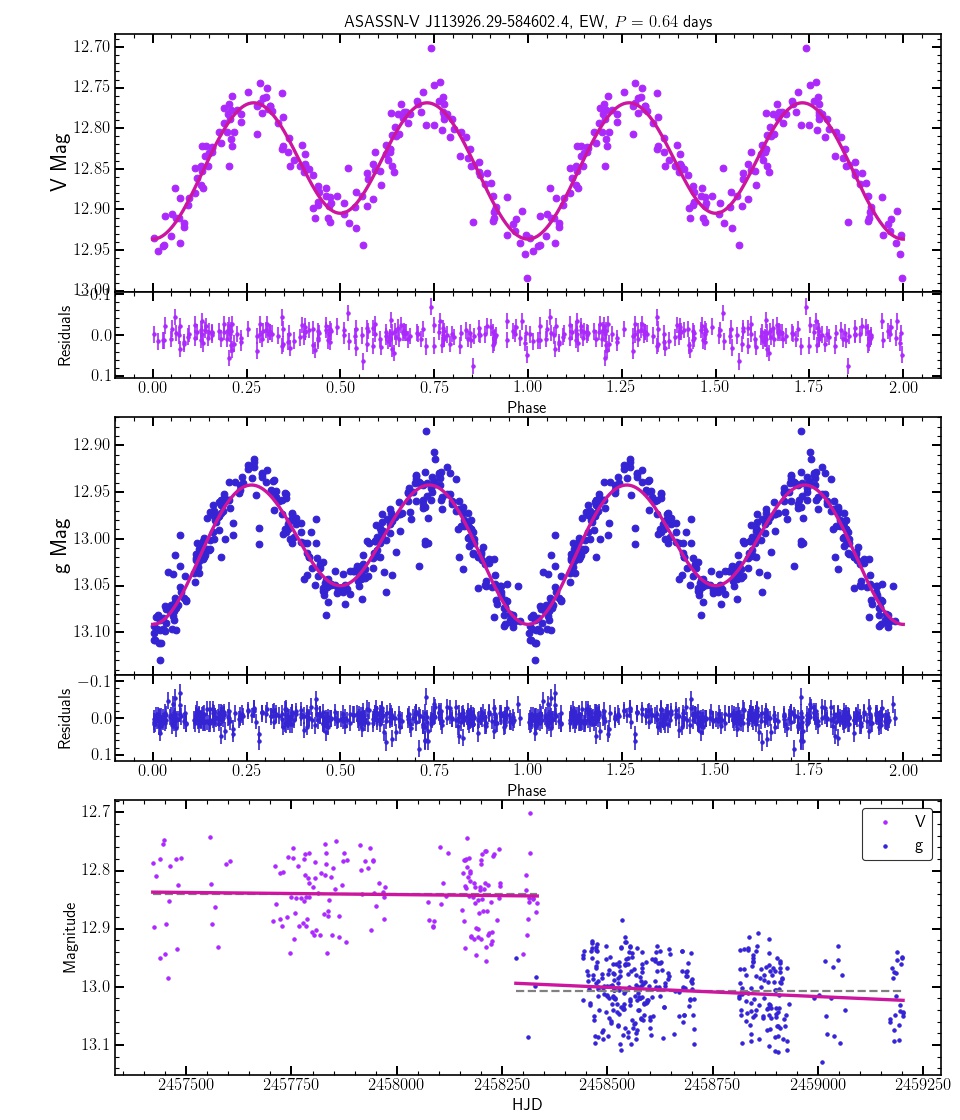 ASASSN-V J113926.29-584602.4, EW, P = 0.64 days
12.70
12.75
12.80
12.85
12.90
12.95
13.00
V Mag
−0.1
0.0
0.1
Residuals
0.00 0.25 0.50 0.75 1.00 1.25 1.50 1.75 2.00
Phase
12.90
12.95
13.00
13.05
13.10
g Mag
−0.1
0.0
0.1
Residuals
0.00 0.25 0.50 0.75 1.00 1.25 1.50 1.75 2.00
Phase
12.7
12.8
12.9
13.0
13.1
Magnitude
V
g
2457500 2457750 2458000 2458250 2458500 2458750 2459000 2459250
HJD